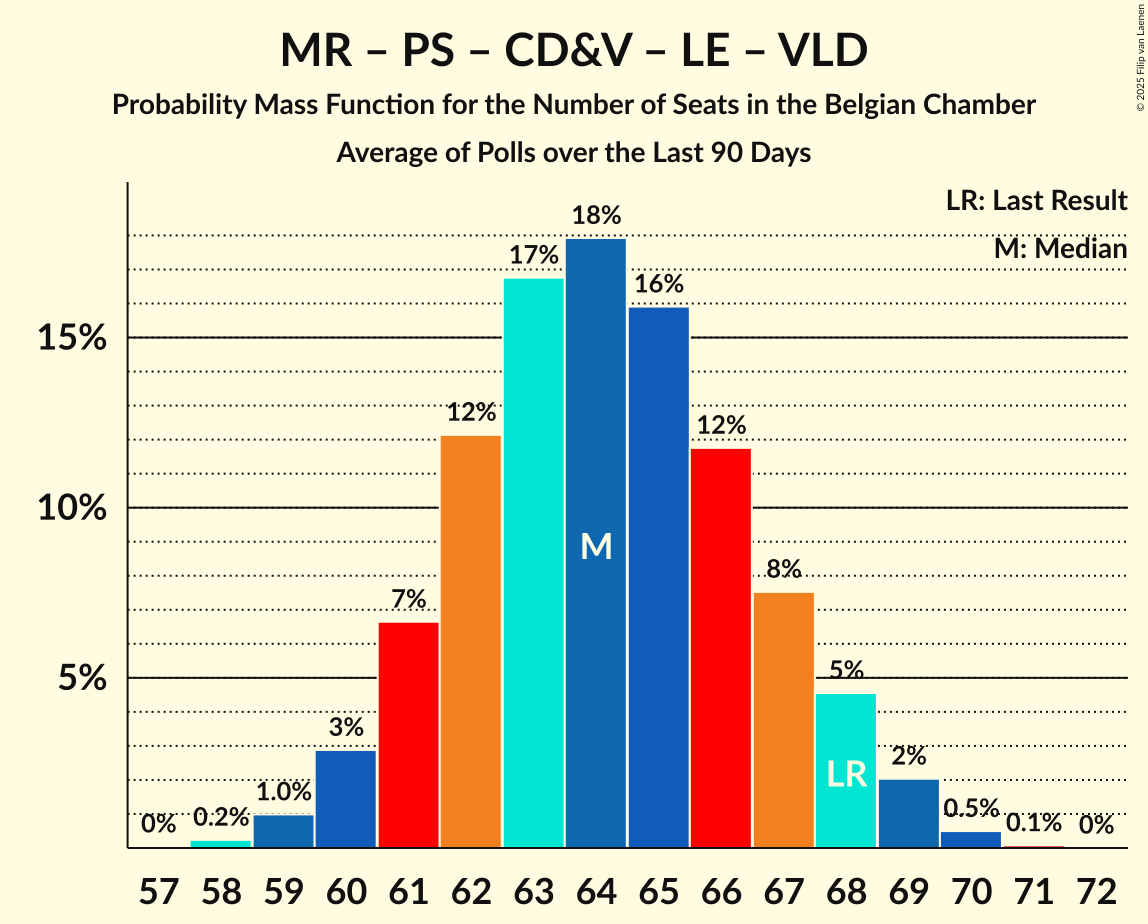 MR – PS – CD&V – LE – VLD
Probability Mass Function for the Number of Seats in the Belgian Chamber
Average of Polls over the Last 90 Days
© 2025 Filip van Laenen
LR: Last Result
M: Median
15%
10%
5%
0%
0.2%
1.0%
3%
7%
12%
17%
18%
16%
12%
8%
5%
2%
0.5%
0.1%
0%
M
LR
57 58 59 60 61 62 63 64 65 66 67 68 69 70 71 72